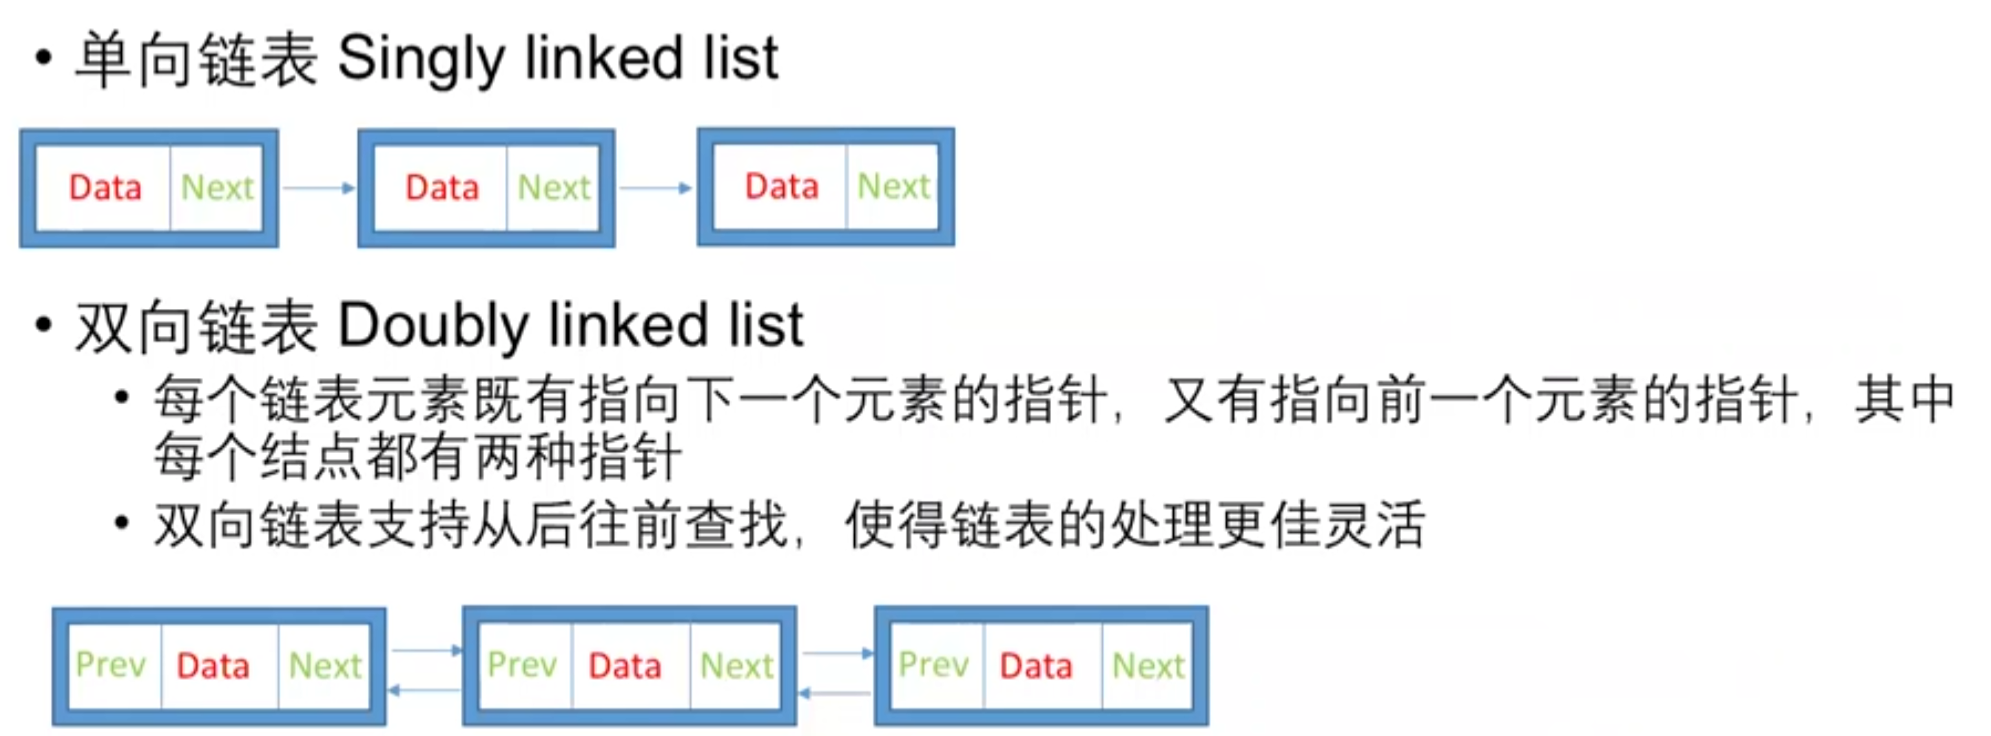 • 单向链表 Singly linked list
Data Next Data Next Data Next
• 双向链表 Doubly linked list
• 每个链表元素既有指向下一个元素的指针，又有指向前一个元素的指针，其中
每个结点都有两种指针
• 双向链表支持从后往前查找，使得链表的处理更佳灵活
Prev Data Next Prev Data Next Prev Data Next